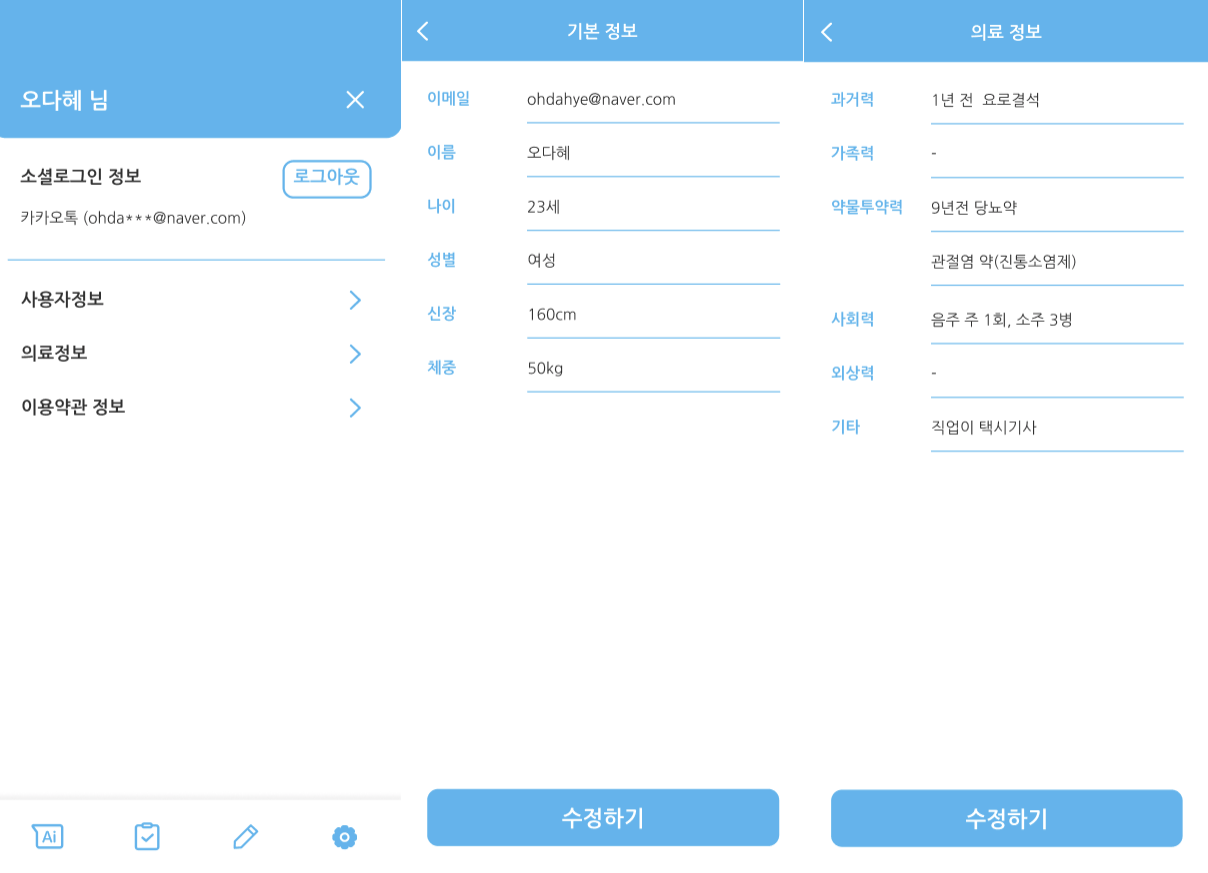 오다혜 님
소셜로그인 정보
로그아웃
카카오톡 (ohda***@naver.com)
사용자정보
의료정보
이용약관 정보
Ai
기본 정보
이메일 ohdahye@naver.com
이름 오다혜
나이 23세
성별 여성
신장 160cm
체중 50kg
수정하기
의료 정보
과거력 1년 전  요로결석
가족력 -
약물투약력 9년전 당뇨약
관절염 약(진통소염제)
사회력 음주 주 1회, 소주 3병
외상력 -
기타 직업이 택시기사
수정하기